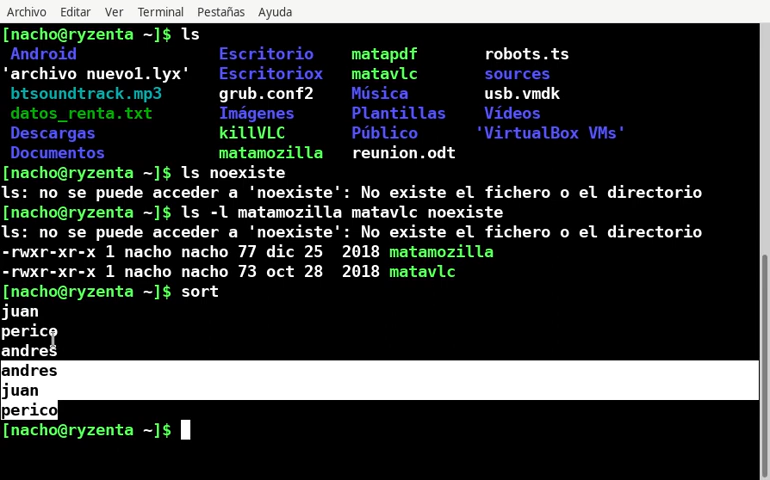 Archivo Editar Ver Terminal Pestañas Ayuda
[nacho@ryzenta ~]$ ls
Android Escritorio matapdf robots.ts
'archivo nuevo1.lyx' Escritoriox matavlc sources
btsoundtrack.mp3 grub.conf2 Música usb.vmdk
datos_renta.txt Imágenes Plantillas Vídeos
Descargas killVLC Público 'VirtualBox VMs'
Documentos matamozilla reunion.odt
[nacho@ryzenta ~]$ ls noexiste
ls: no se puede acceder a 'noexiste': No existe el fichero o el directorio
[nacho@ryzenta ~]$ ls -l matamozilla matavlc noexiste
ls: no se puede acceder a 'noexiste': No existe el fichero o el directorio
-rwxr-xr-x 1 nacho nacho 77 dic 25  2018 matamozilla
-rwxr-xr-x 1 nacho nacho 73 oct 28  2018 matavlc
[nacho@ryzenta ~]$ sort
juan
perico
andres
andres
juan
perico
[nacho@ryzenta ~]$